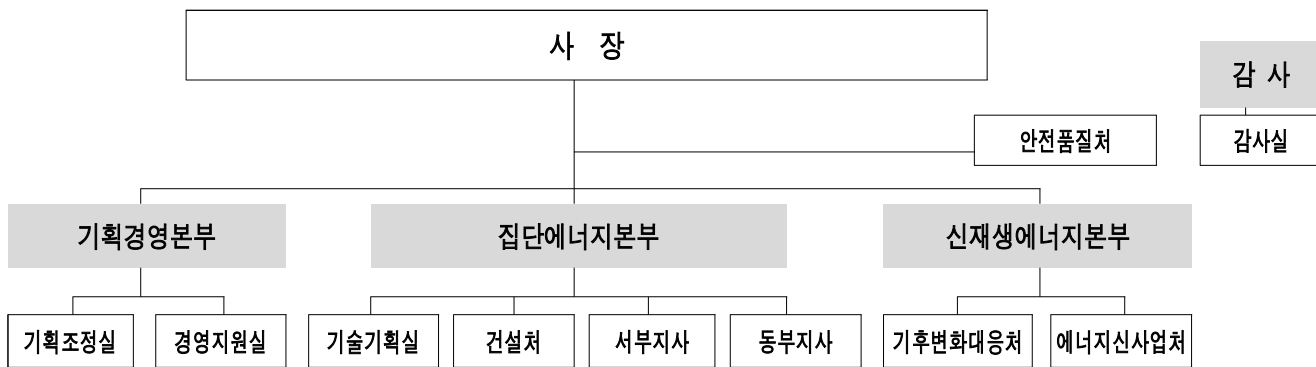 사 장
감 사
안전품질처
감사실
기획경영본부
집단에너지본부
신재생에너지본부
기획조정실
경영지원실
기술기획실
건설처
서부지사
동부지사
기후변화대응처
에너지신사업처